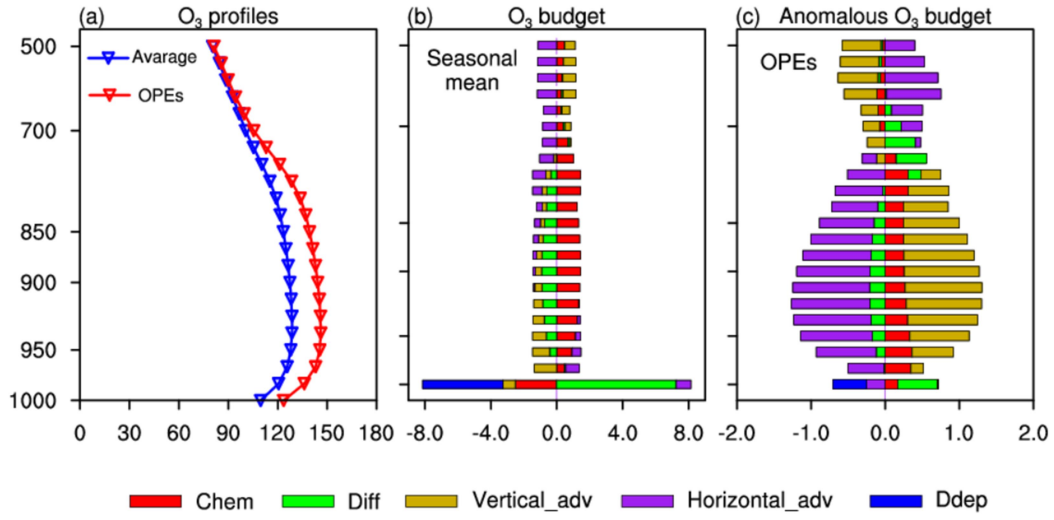 (a) O₃ profiles
(b) O₃ budget
(c) Anomalous O₃ budget
500
700
850
900
950
1000
Avarage
OPEs
0 30 60 90 120 150 180
Seasonal
mean
-8.0 -4.0 0.0 4.0 8.0
OPEs
-2.0 -1.0 0.0 1.0 2.0
Chem Diff Vertical_adv Horizontal_adv Ddep